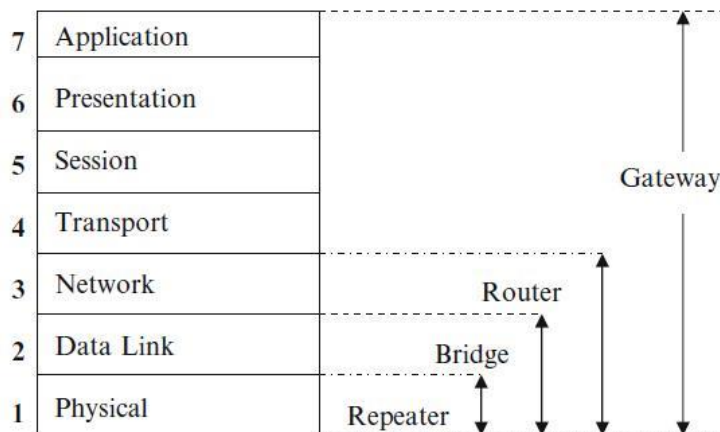 7 Application
6 Presentation
5 Session
4 Transport
3 Network
2 Data Link
1 Physical
Gateway
Router
Bridge
Repeater